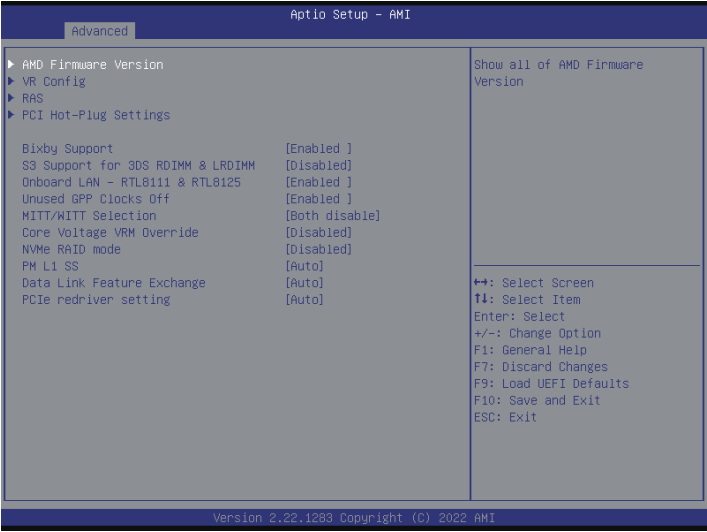 Aptio Setup – AMI
Advanced
AMD Firmware Version
VR Config
RAS
PCI Hot-Plug Settings
Bixby Support [Enabled ]
S3 Support for 3DS RDIMM & LRDIMM [Disabled]
Onboard LAN – RTL8111 & RTL8125 [Enabled ]
Unused GPP Clocks Off [Enabled ]
MITT/WITT Selection [Both disable]
Core Voltage VRM Override [Disabled]
NVMe RAID mode [Disabled]
PM L1 SS [Auto]
Data Link Feature Exchange [Auto]
PCIe redriver setting [Auto]
Show all of AMD Firmware
Version
↔: Select Screen
↑↓: Select Item
Enter: Select
+/-: Change Option
F1: General Help
F7: Discard Changes
F9: Load UEFI Defaults
F10: Save and Exit
ESC: Exit
Version 2.22.1283 Copyright (C) 2022 AMI